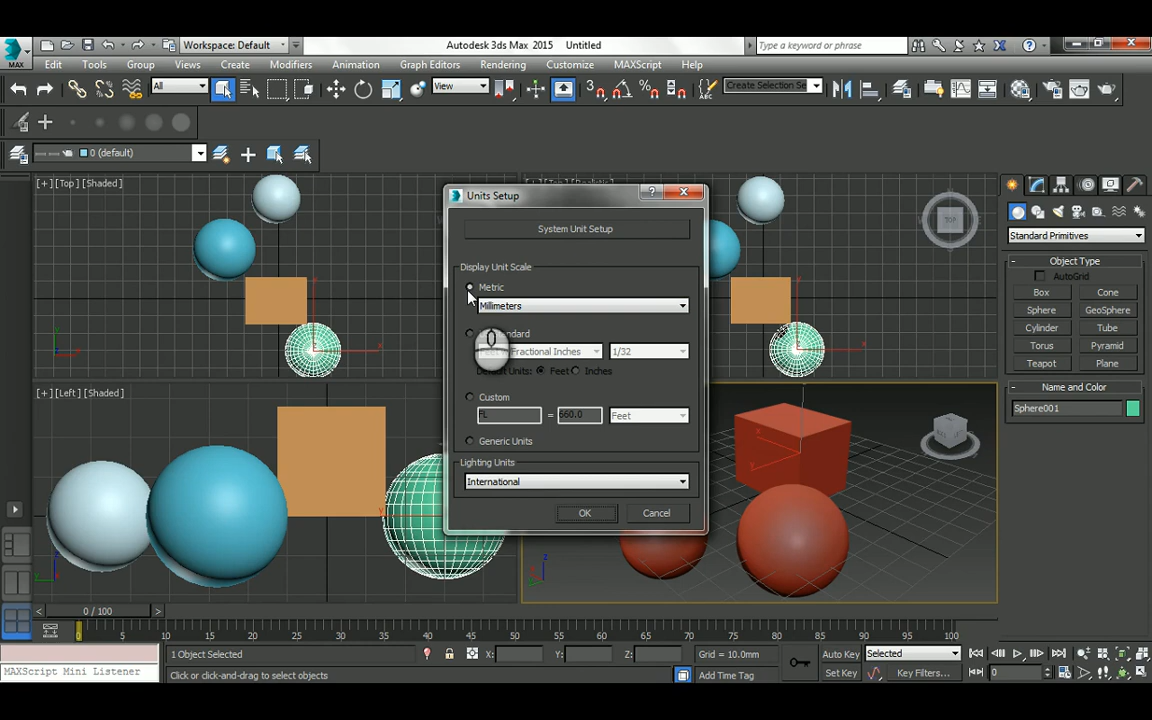 Workspace: Default
Autodesk 3ds Max 2015 Untitled
Type a keyword or phrase
MAX
Edit Tools Group Views Create Modifiers Animation Graph Editors Rendering Customize MAXScript Help
All
View
Create Selection Se
0 (default)
[+] [Top] [Shaded]
Units Setup
System Unit Setup
Display Unit Scale
Metric
Millimeters
1/32
Default Units: Feet Inches
Custom
FL = 660.0 Feet
Generic Units
Lighting Units
International
OK Cancel
TOP
Standard Primitives
Object Type
AutoGrid
Box Cone
Sphere GeoSphere
Cylinder Tube
Torus Pyramid
Teapot Plane
Name and Color
Sphere001
[+] [Left] [Shaded]
0 / 100
0 5 10 15 20 25 30 35 40 45 50 55 60 65 70 75 80 85 90 95 100
1 Object Selected
X: Y: Z:
Grid = 10.0mm
Auto Key Selected
MAXScript Mini Listener
Click or click-and-drag to select objects
Add Time Tag
Set Key Key Filters...
0